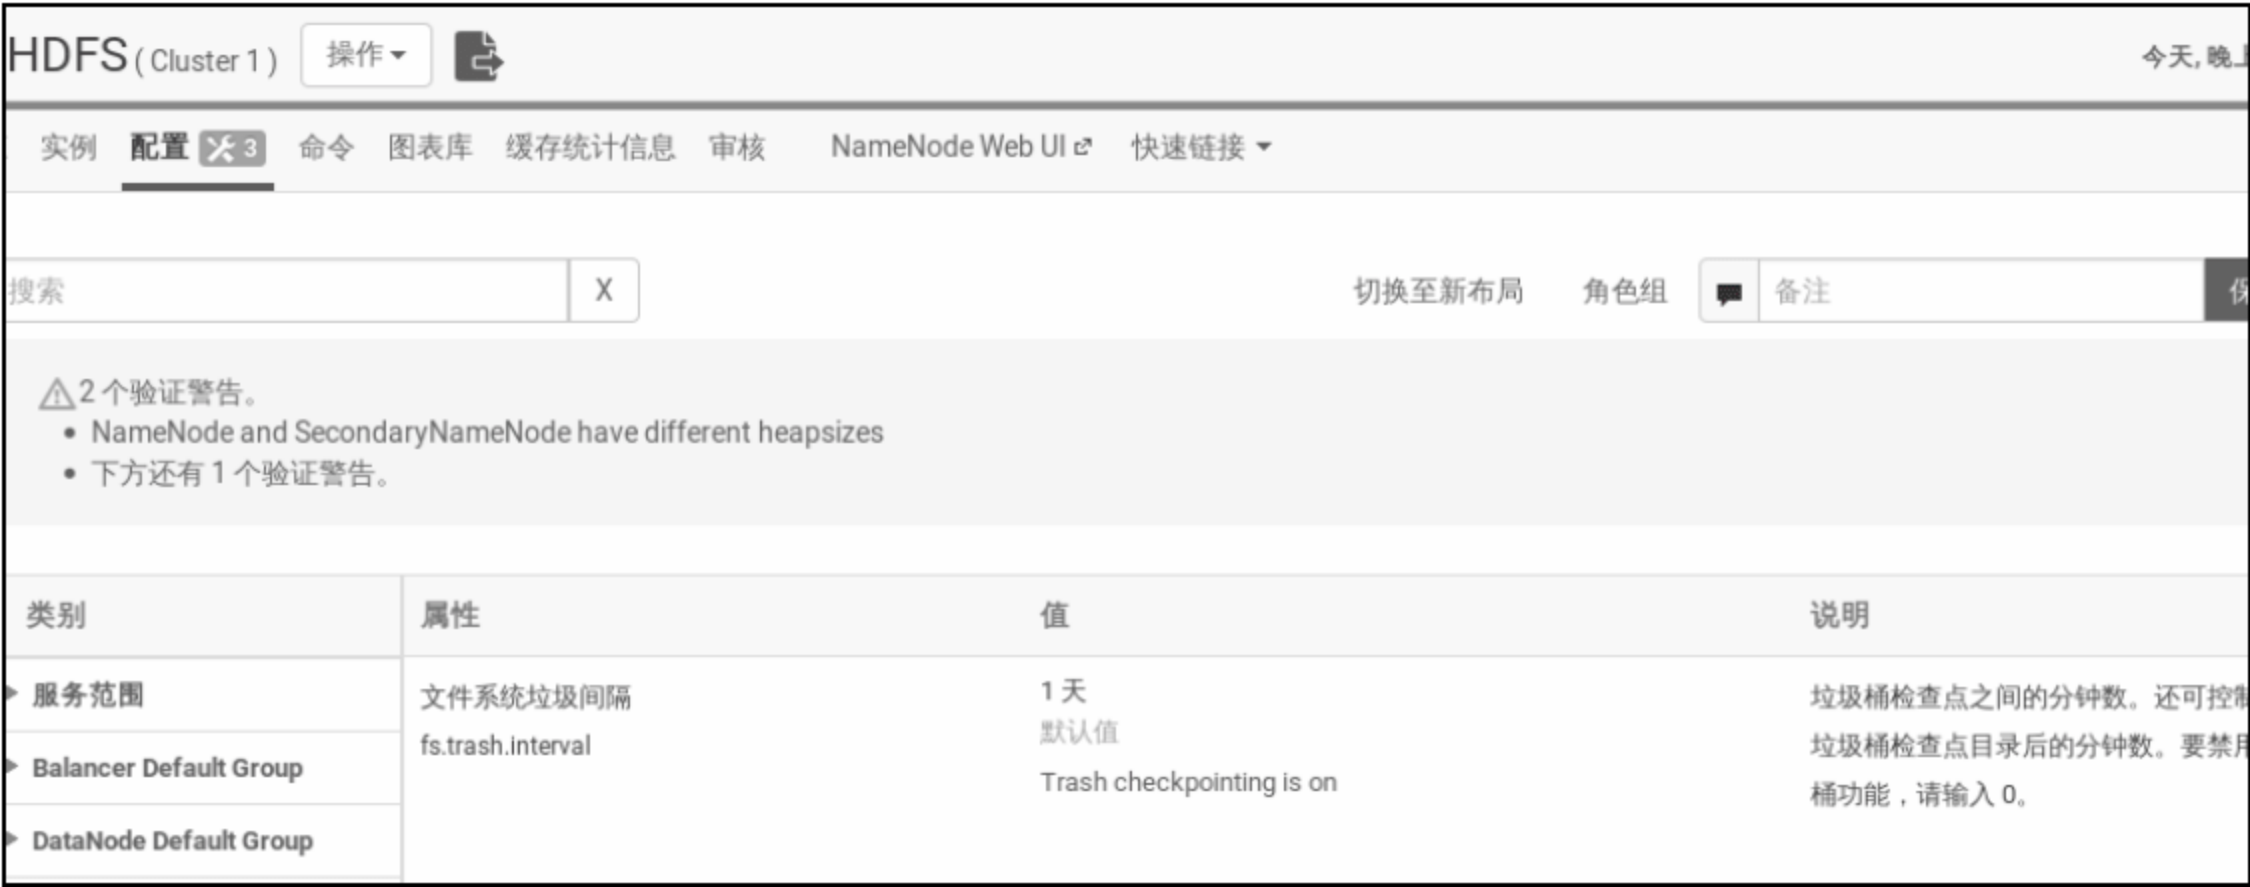 HDFS ( Cluster 1 ) 操作
今天, 晚
实例 配置 3 命令 图表库 缓存统计信息 审核 NameNode Web UI 快速链接
搜索 X 切换至新布局 角色组 备注
2 个验证警告。
• NameNode and SecondaryNameNode have different heapsizes
• 下方还有 1 个验证警告。
类别 属性 值 说明
服务范围
文件系统垃圾间隔
fs.trash.interval
1 天
默认值
Trash checkpointing is on
垃圾桶检查点之间的分钟数。还可控制
垃圾桶检查点目录后的分钟数。要禁用
桶功能，请输入 0。
Balancer Default Group
DataNode Default Group